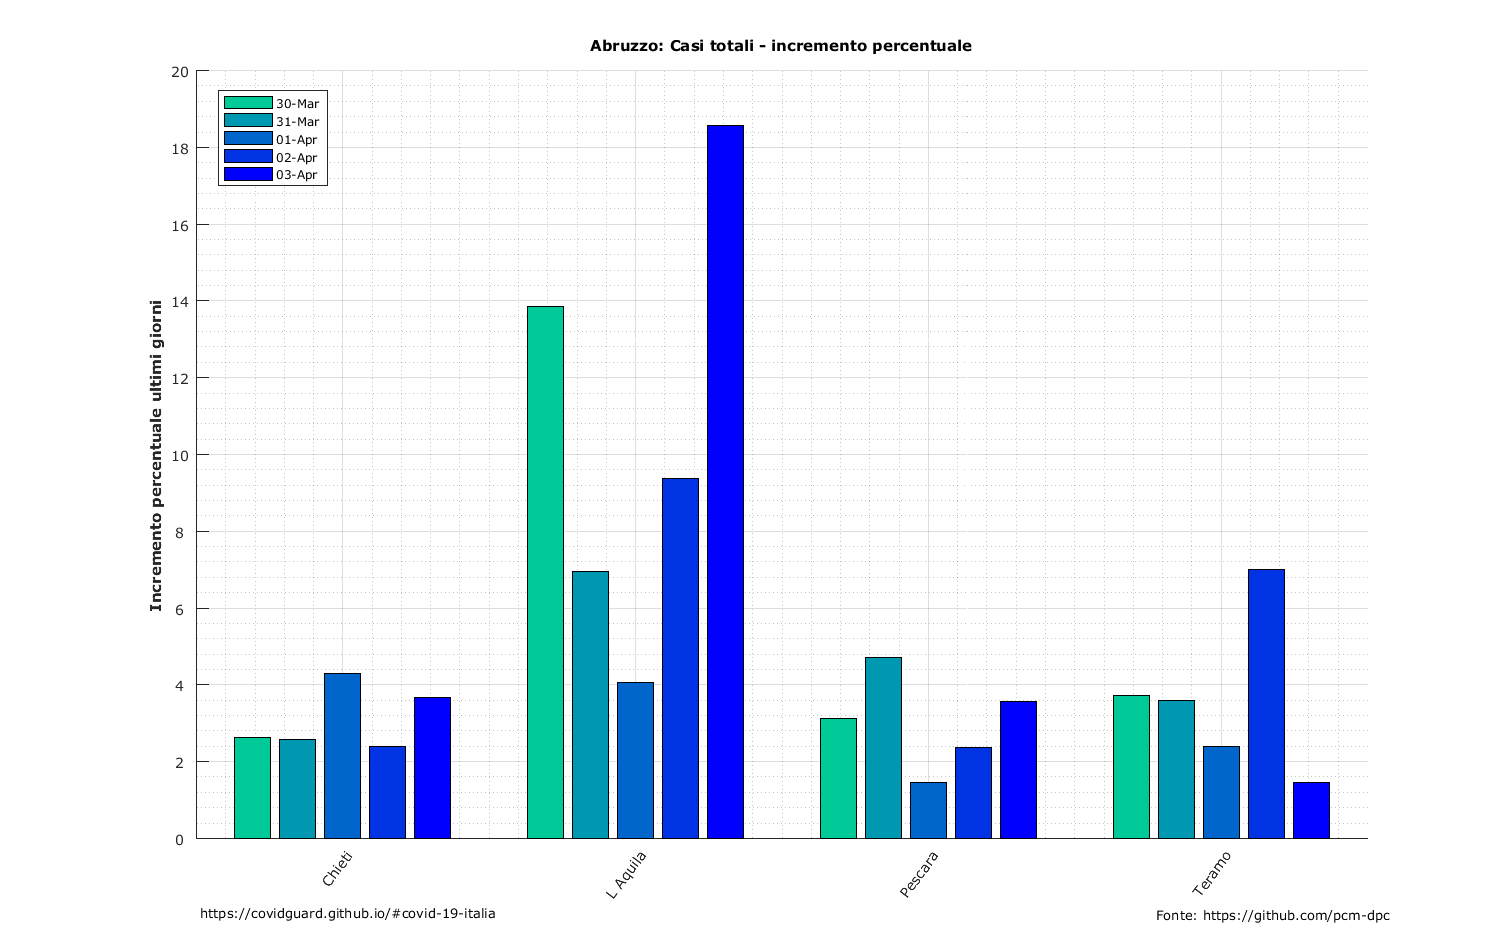 Abruzzo: Casi totali - incremento percentuale
Incremento percentuale ultimi giorni
20
18
16
14
12
10
8
6
4
2
0
30-Mar
31-Mar
01-Apr
02-Apr
03-Apr
Chieti
L Aquila
Pescara
Teramo
https://covidguard.github.io/#covid-19-italia
Fonte: https://github.com/pcm-dpc